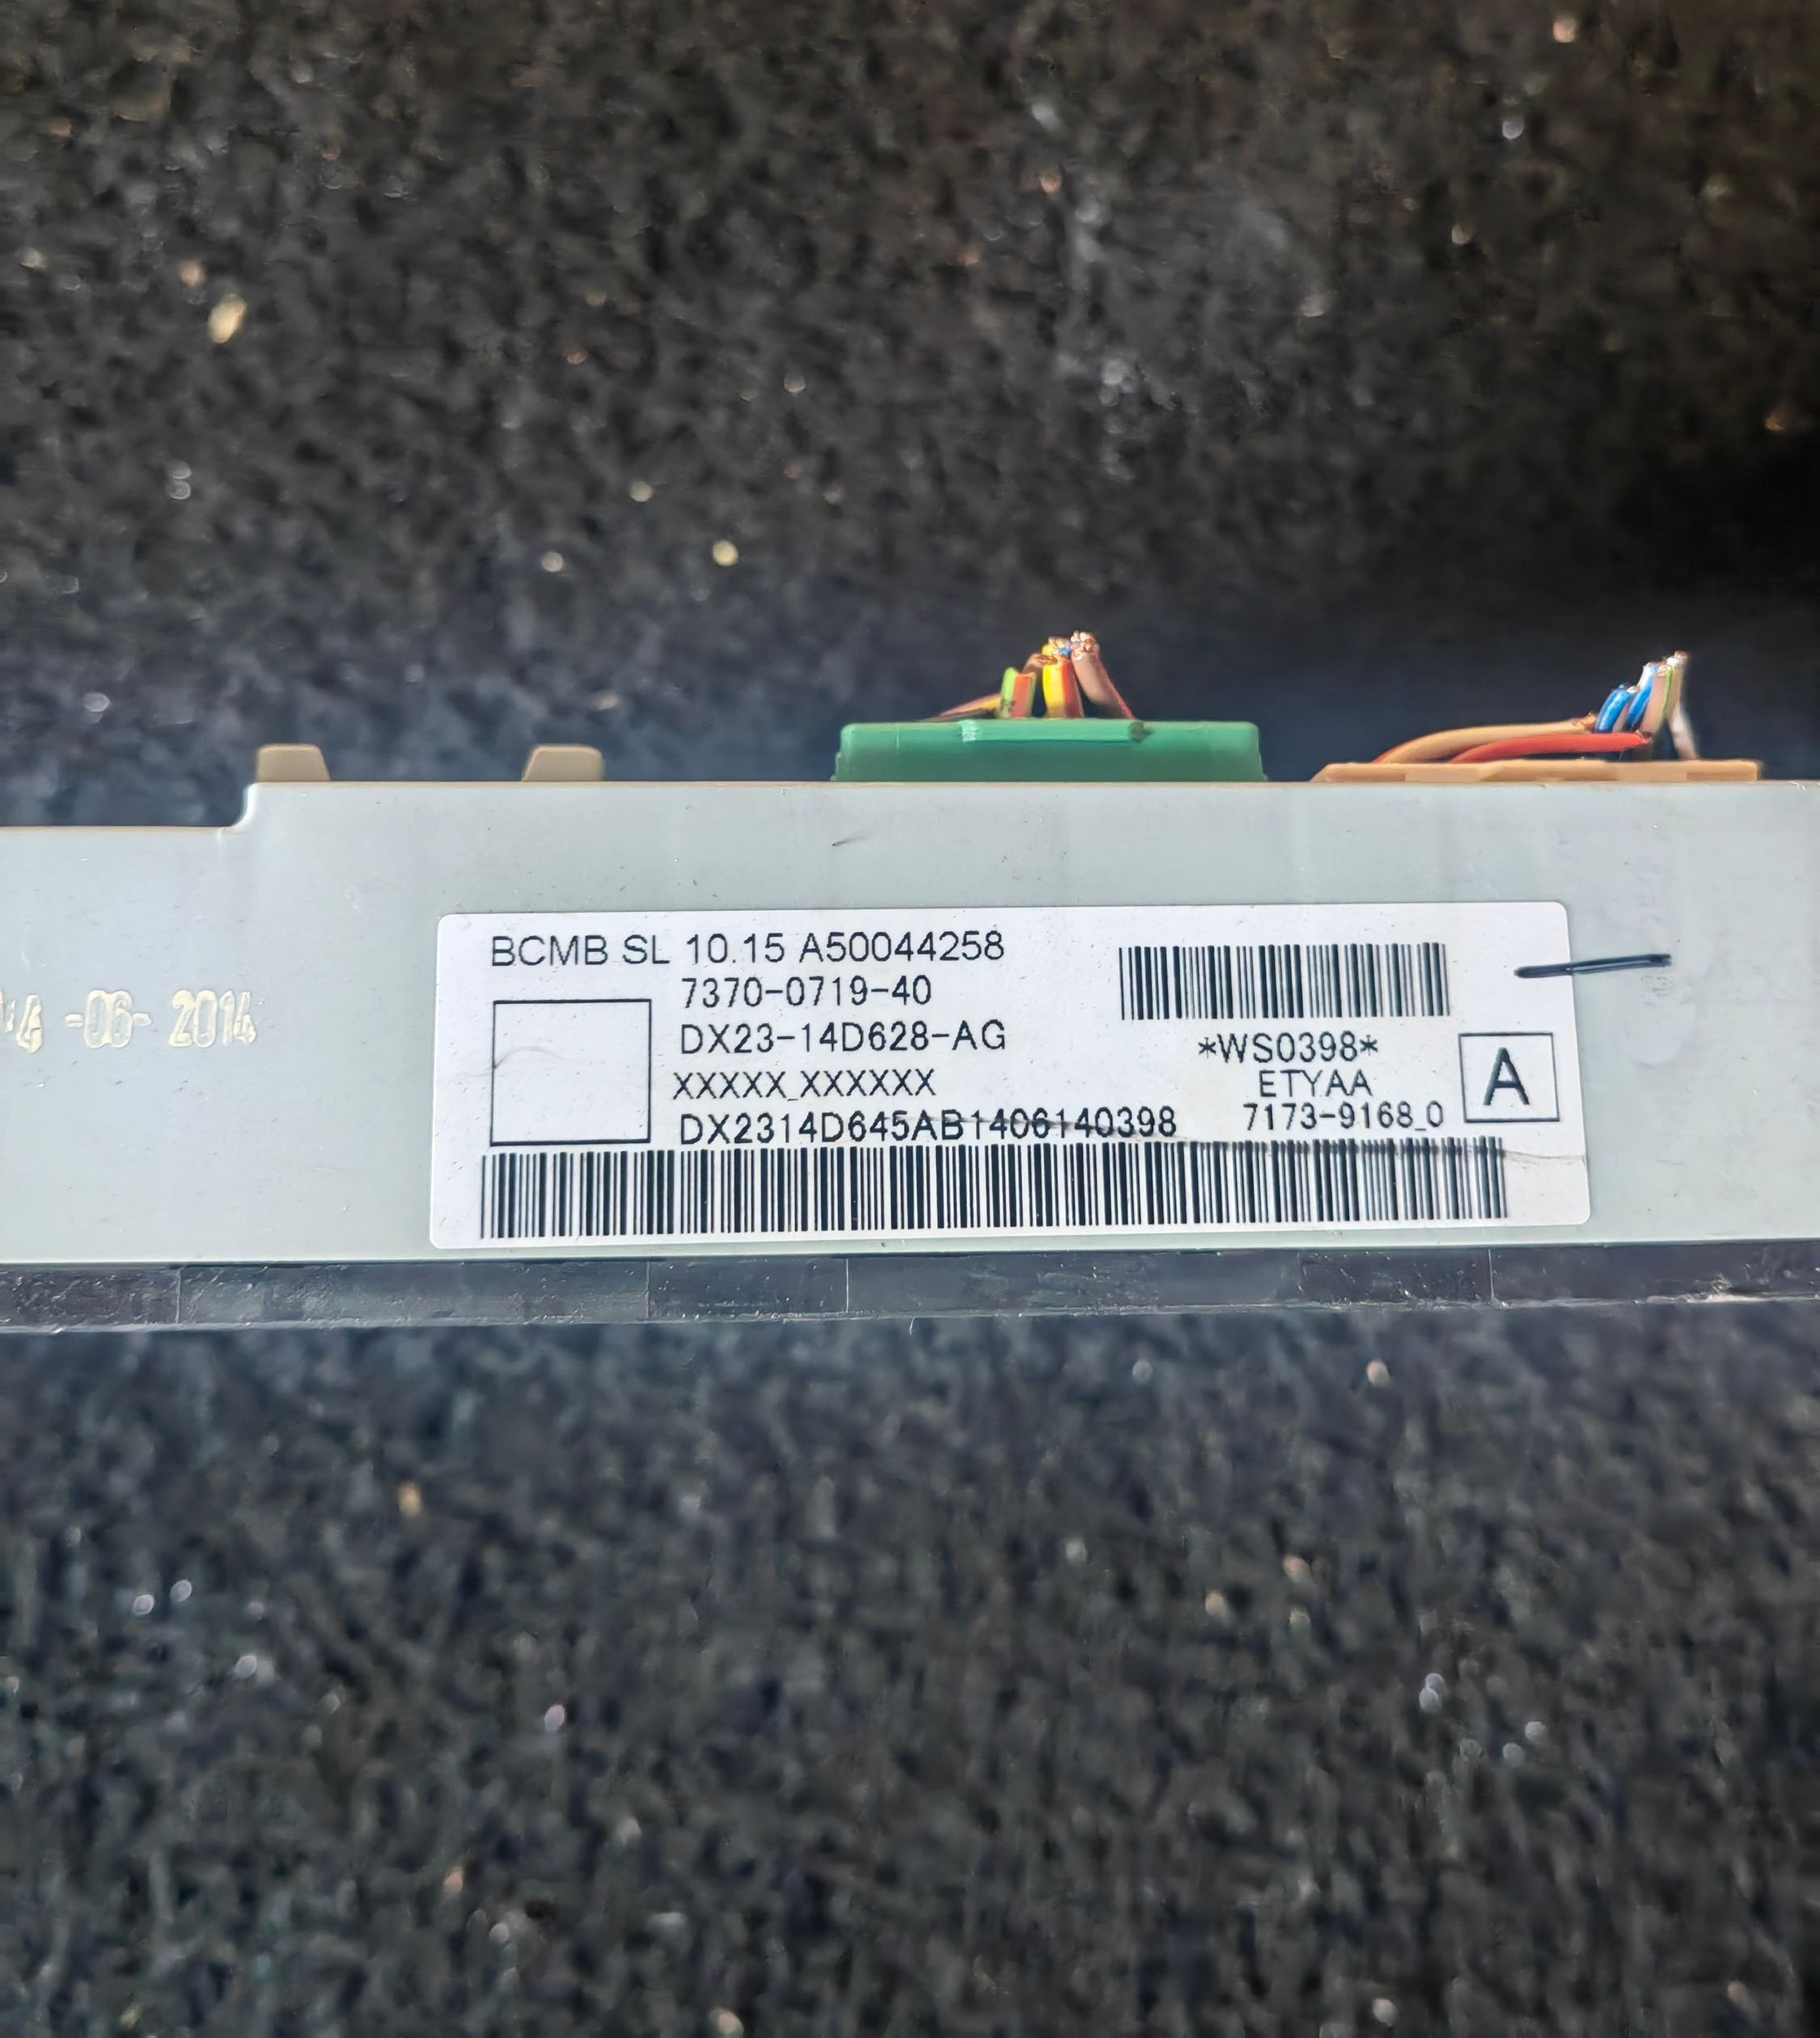 BCMB SL 10.15 A50044258
7370-0719-40
DX23-14D628-AG
XXXXX_XXXXXX
DX2314D645AB1406140398
*WS0398*
ETYAA
7173-9168_0
A
-06- 2014